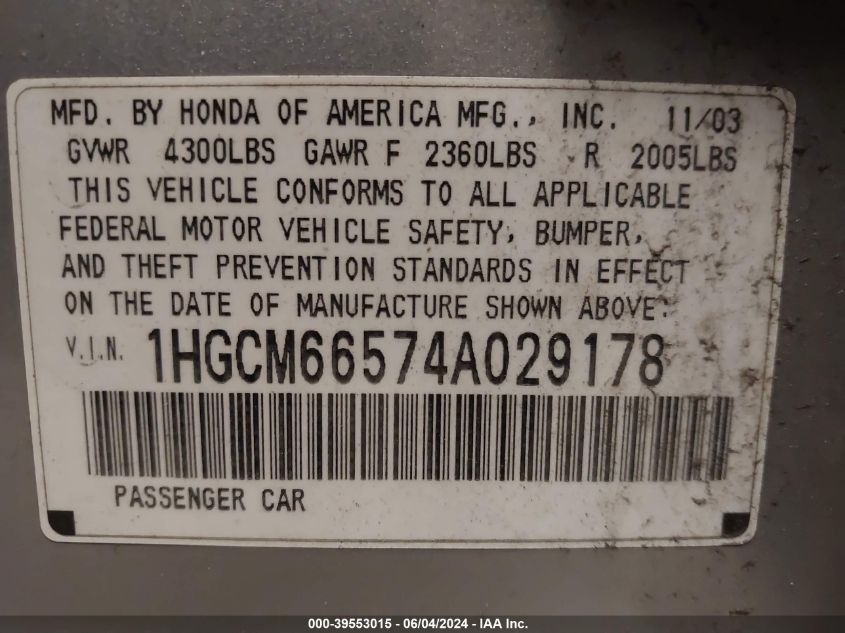 MFD. BY HONDA OF AMERICA MFG., INC. 11/03
GVWR 4300LBS GAWR F 2360LBS R 2005LBS
THIS VEHICLE CONFORMS TO ALL APPLICABLE
FEDERAL MOTOR VEHICLE SAFETY, BUMPER,
AND THEFT PREVENTION STANDARDS IN EFFECT
ON THE DATE OF MANUFACTURE SHOWN ABOVE.
V.I.N. 1HGCM66574A029178
PASSENGER CAR
000-39553015 - 06/04/2024 - IAA Inc.